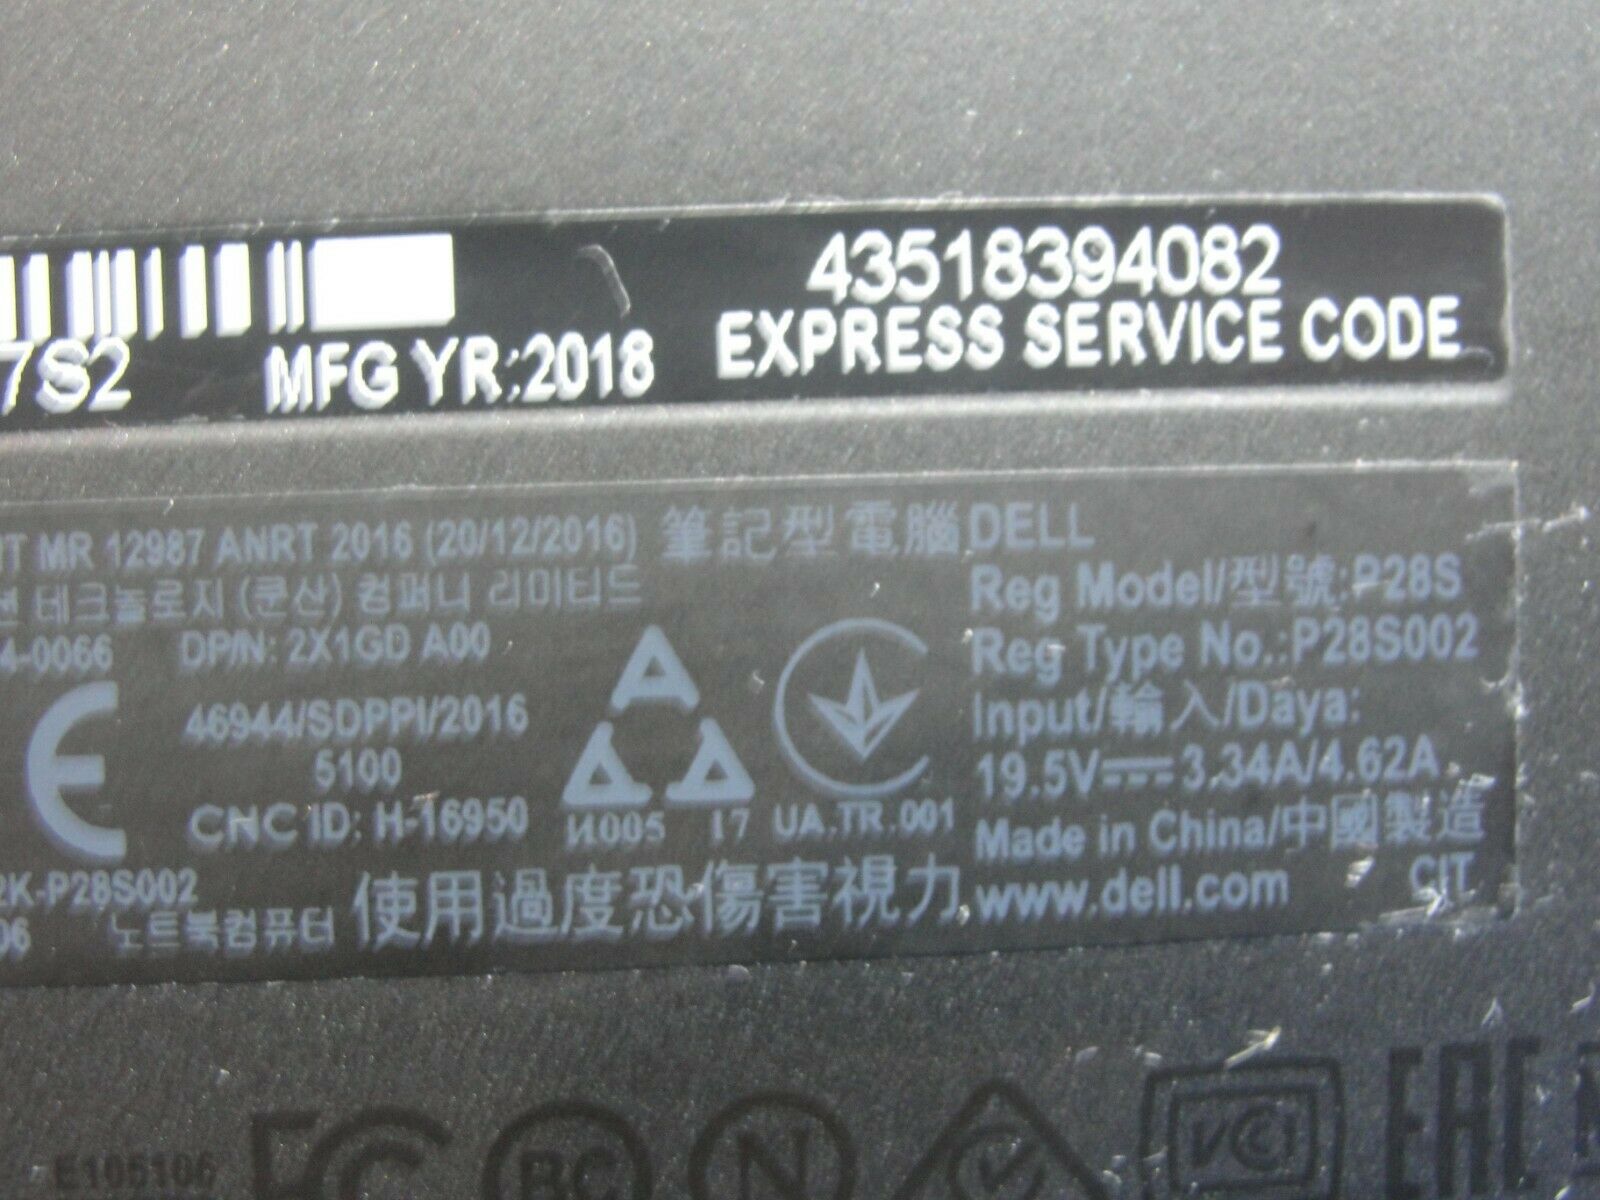 43518394082
7S2 MFG YR:2018 EXPRESS SERVICE CODE
MR 12987 ANRT 2016 (20/12/2016) 筆記型電腦 DELL
테크놀로지 (쿤산) 컴퍼니 리미티드 Reg Model/型號:P28S
4-0066 DP/N: 2X1GD A00 Reg Type No.:P28S002
46944/SDPPI/2016 Input/輸入/Daya:
5100 19.5V 3.34A/4.62A
CNC ID: H-16950 И005 17 UA.TR.001 Made in China/中國製造
2K-P28S002 www.dell.com CIT
06 노트북컴퓨터 使用過度恐傷害視力
E105106 FC BC N VCCI EAC